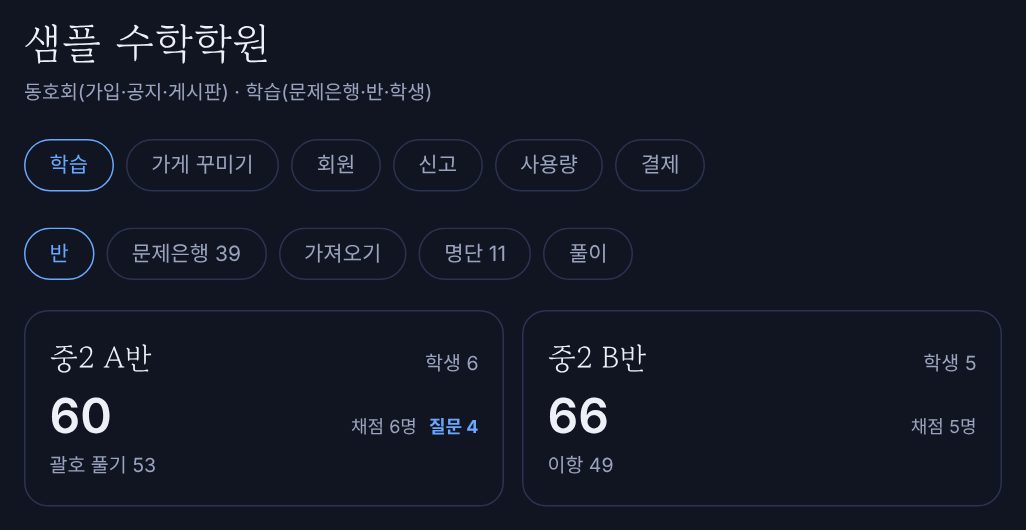 샘플 수학학원
동호회(가입·공지·게시판) · 학습(문제은행·반·학생)
학습 가게 꾸미기 회원 신고 사용량 결제
반 문제은행 39 가져오기 명단 11 풀이
중2 A반 학생 6
60 채점 6명 질문 4
괄호 풀기 53
중2 B반 학생 5
66 채점 5명
이항 49